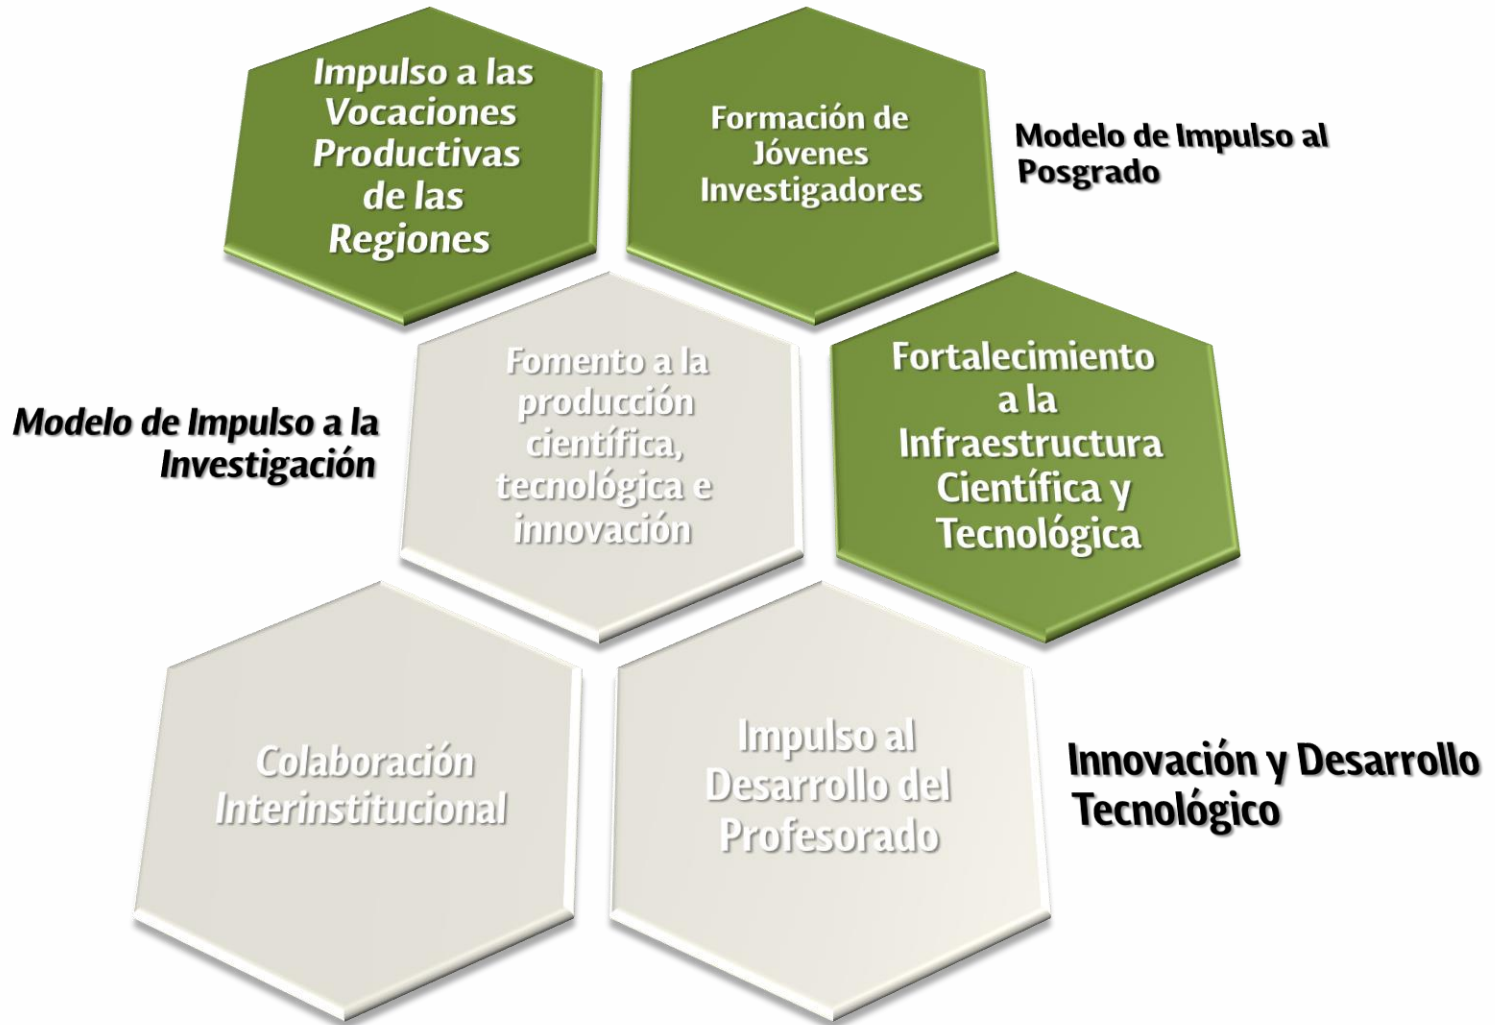 Impulso a las
Vocaciones
Productivas
de las
Regiones
Formación de
Jóvenes
Investigadores
Modelo de Impulso al
Posgrado
Modelo de Impulso a la
Investigación
Fomento a la
producción
científica,
tecnológica e
innovación
Fortalecimiento
a la
Infraestructura
Científica y
Tecnológica
Colaboración
Interinstitucional
Impulso al
Desarrollo del
Profesorado
Innovación y Desarrollo
Tecnológico